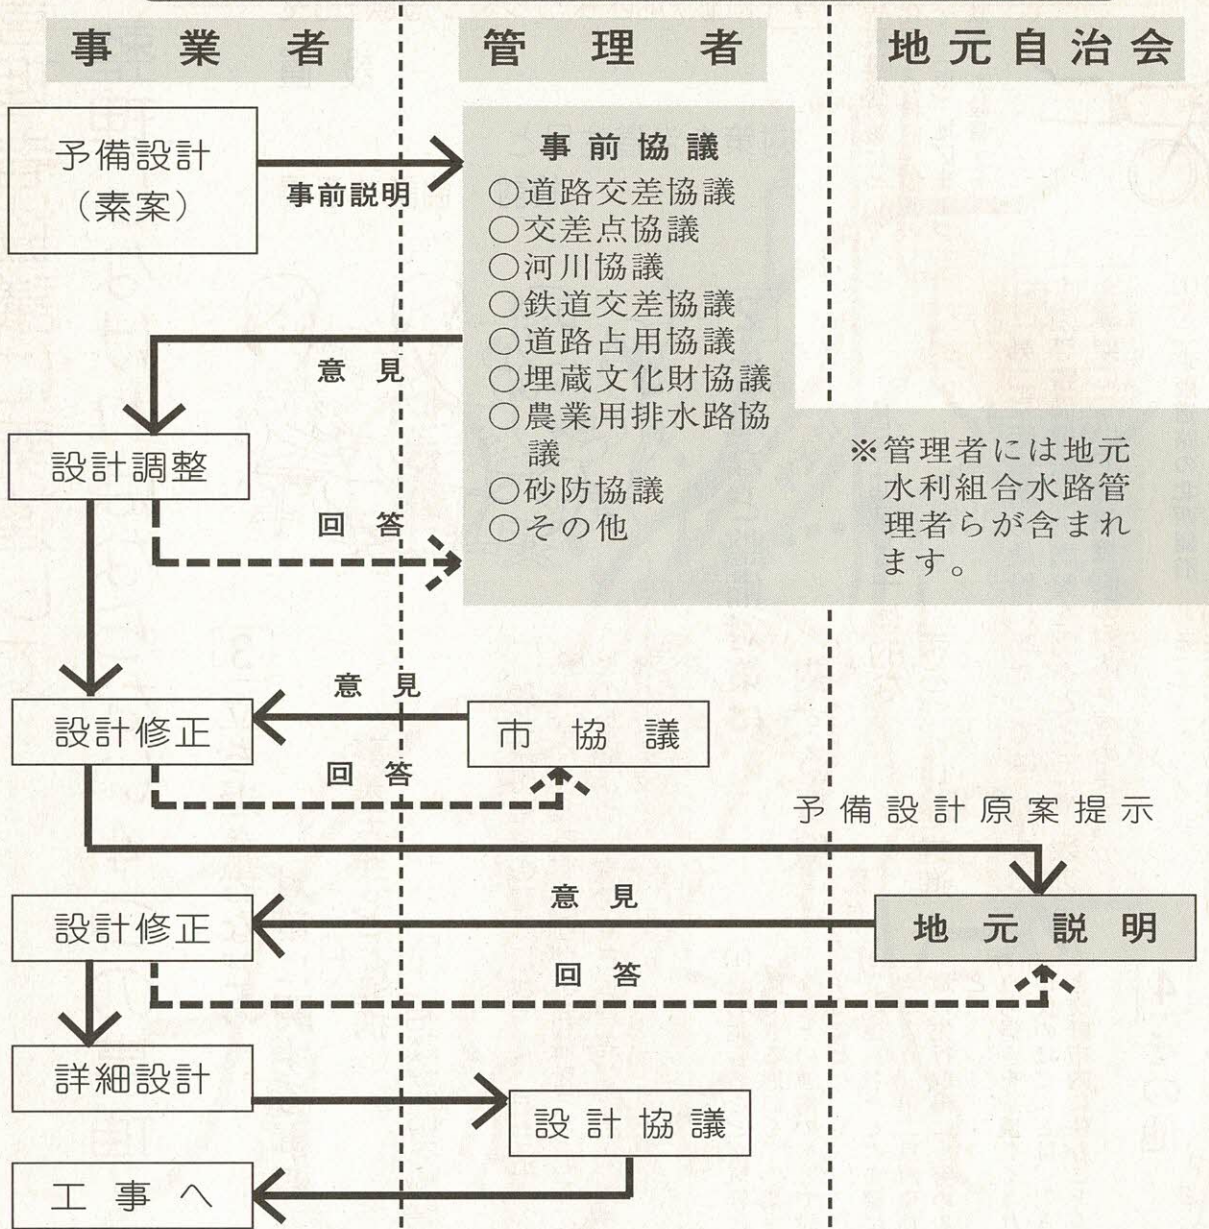 事業者
管理者
地元自治会
予備設計
（素案）
事前説明
事前協議
○道路交差協議
○交差点協議
○河川協議
○鉄道交差協議
○道路占用協議
○埋蔵文化財協議
○農業用排水路協
議
○砂防協議
○その他
意見
設計調整
回答
※管理者には地元
水利組合水路管
理者らが含まれ
ます。
意見
設計修正
市協議
回答
予備設計原案提示
意見
設計修正
地元説明
回答
詳細設計
設計協議
工事へ